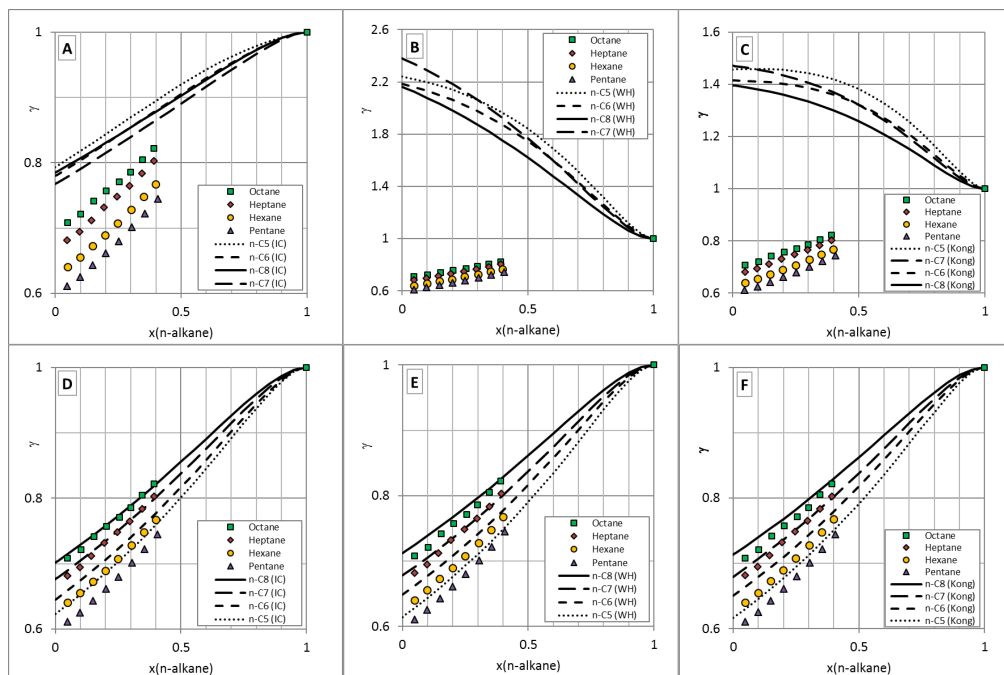 A
1
0.8
0.6
γ
Octane
Heptane
Hexane
Pentane
n-C5 (IC)
n-C6 (IC)
n-C8 (IC)
n-C7 (IC)
0
0.5
1
x(n-alkane)
B
2.6
2.2
1.8
1.4
1
0.6
γ
Octane
Heptane
Hexane
Pentane
n-C5 (WH)
n-C6 (WH)
n-C8 (WH)
n-C7 (WH)
0
0.5
1
x(n-alkane)
C
1.6
1.4
1.2
1
0.8
0.6
γ
Octane
Heptane
Hexane
Pentane
n-C5 (Kong)
n-C7 (Kong)
n-C6 (Kong)
n-C8 (Kong)
0
0.5
1
x(n-alkane)
D
1
0.8
0.6
γ
Octane
Heptane
Hexane
Pentane
n-C8 (IC)
n-C7 (IC)
n-C6 (IC)
n-C5 (IC)
0
0.5
1
x(n-alkane)
E
1
0.8
0.6
γ
Octane
Heptane
Hexane
Pentane
n-C8 (WH)
n-C7 (WH)
n-C6 (WH)
n-C5 (WH)
0
0.5
1
x(n-alkane)
F
1
0.8
0.6
γ
Octane
Heptane
Hexane
Pentane
n-C8 (Kong)
n-C7 (Kong)
n-C6 (Kong)
n-C5 (Kong)
0
0.5
1
x(n-alkane)